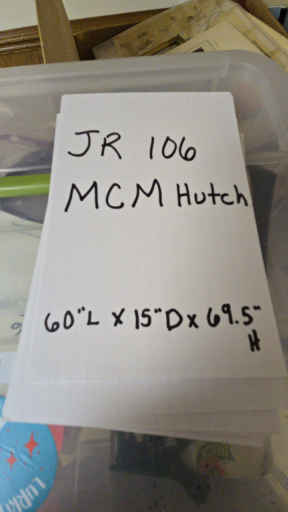 JR 106
MCM Hutch
60"L x 15"D x 69.5"
H